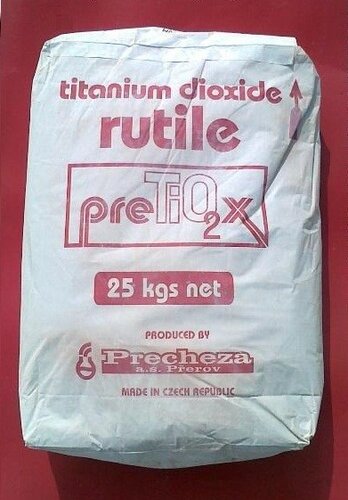 titanium dioxide
rutile
preTiO2x
25 kgs net
PRODUCED BY
Precheza
a.s. Přerov
MADE IN CZECH REPUBLIC